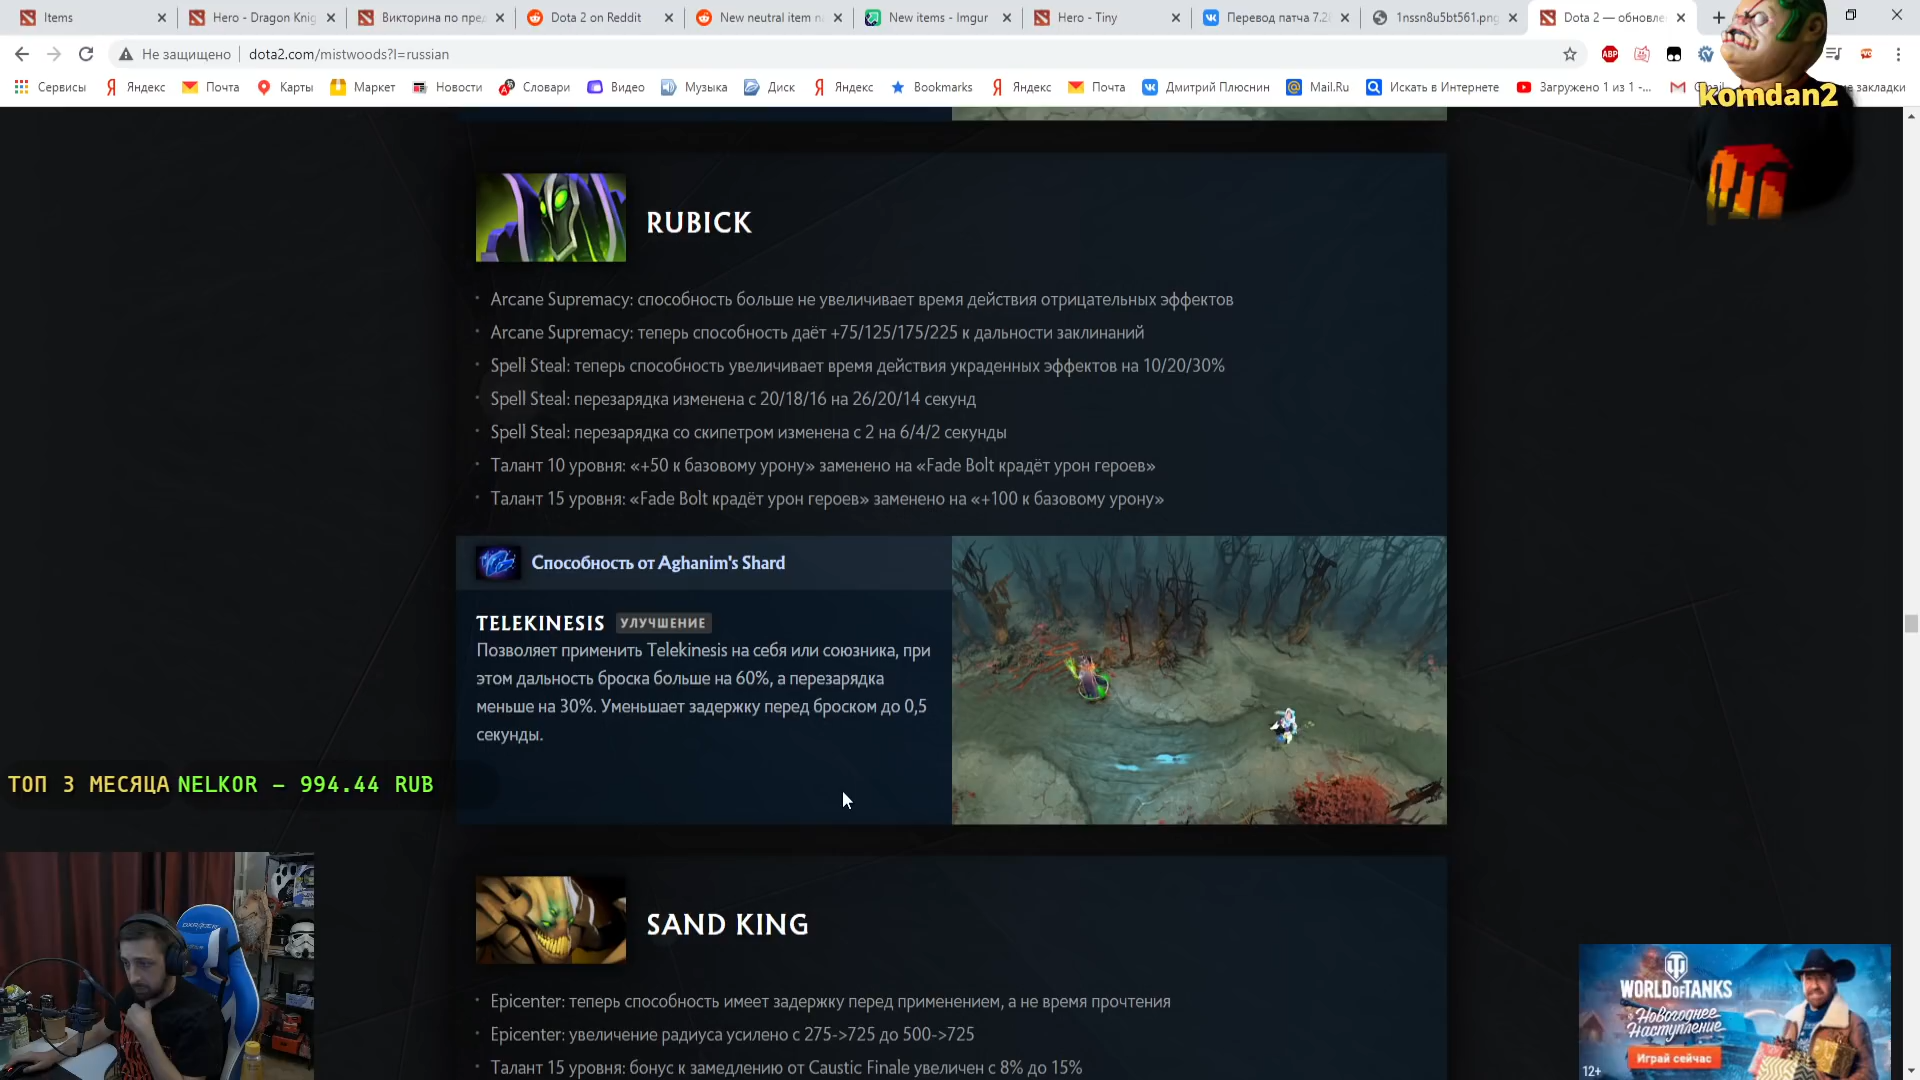 Items
Hero - Dragon Knig
Викторина по пред
Dota 2 on Reddit
New neutral item n
New items - Imgur
Hero - Tiny
Перевод патча 7.2
1nssn8u5bt561.png
Dota 2 — обновле
Не защищено
dota2.com/mistwoods?l=russian
Сервисы
Яндекс
Почта
Карты
Маркет
Новости
Словари
Видео
Музыка
Диск
Яндекс
Bookmarks
Яндекс
Почта
Дмитрий Плюснин
Mail.Ru
Искать в Интернете
Загружено 1 из 1 -...
закладки
ABP
komdan2
RUBICK
Arcane Supremacy: способность больше не увеличивает время действия отрицательных эффектов
Arcane Supremacy: теперь способность даёт +75/125/175/225 к дальности заклинаний
Spell Steal: теперь способность увеличивает время действия украденных эффектов на 10/20/30%
Spell Steal: перезарядка изменена с 20/18/16 на 26/20/14 секунд
Spell Steal: перезарядка со скипетром изменена с 2 на 6/4/2 секунды
Талант 10 уровня: «+50 к базовому урону» заменено на «Fade Bolt крадёт урон героев»
Талант 15 уровня: «Fade Bolt крадёт урон героев» заменено на «+100 к базовому урону»
Способность от Aghanim's Shard
TELEKINESIS УЛУЧШЕНИЕ
Позволяет применить Telekinesis на себя или союзника, при
этом дальность броска больше на 60%, а перезарядка
меньше на 30%. Уменьшает задержку перед броском до 0,5
секунды.
ТОП 3 МЕСЯЦА NELKOR – 994.44 RUB
SAND KING
Epicenter: теперь способность имеет задержку перед применением, а не время прочтения
Epicenter: увеличение радиуса усилено с 275->725 до 500->725
Талант 15 уровня: бонус к замедлению от Caustic Finale увеличен с 8% до 15%
WORLD OF TANKS
Новогоднее
Наступление
Играй сейчас
12+